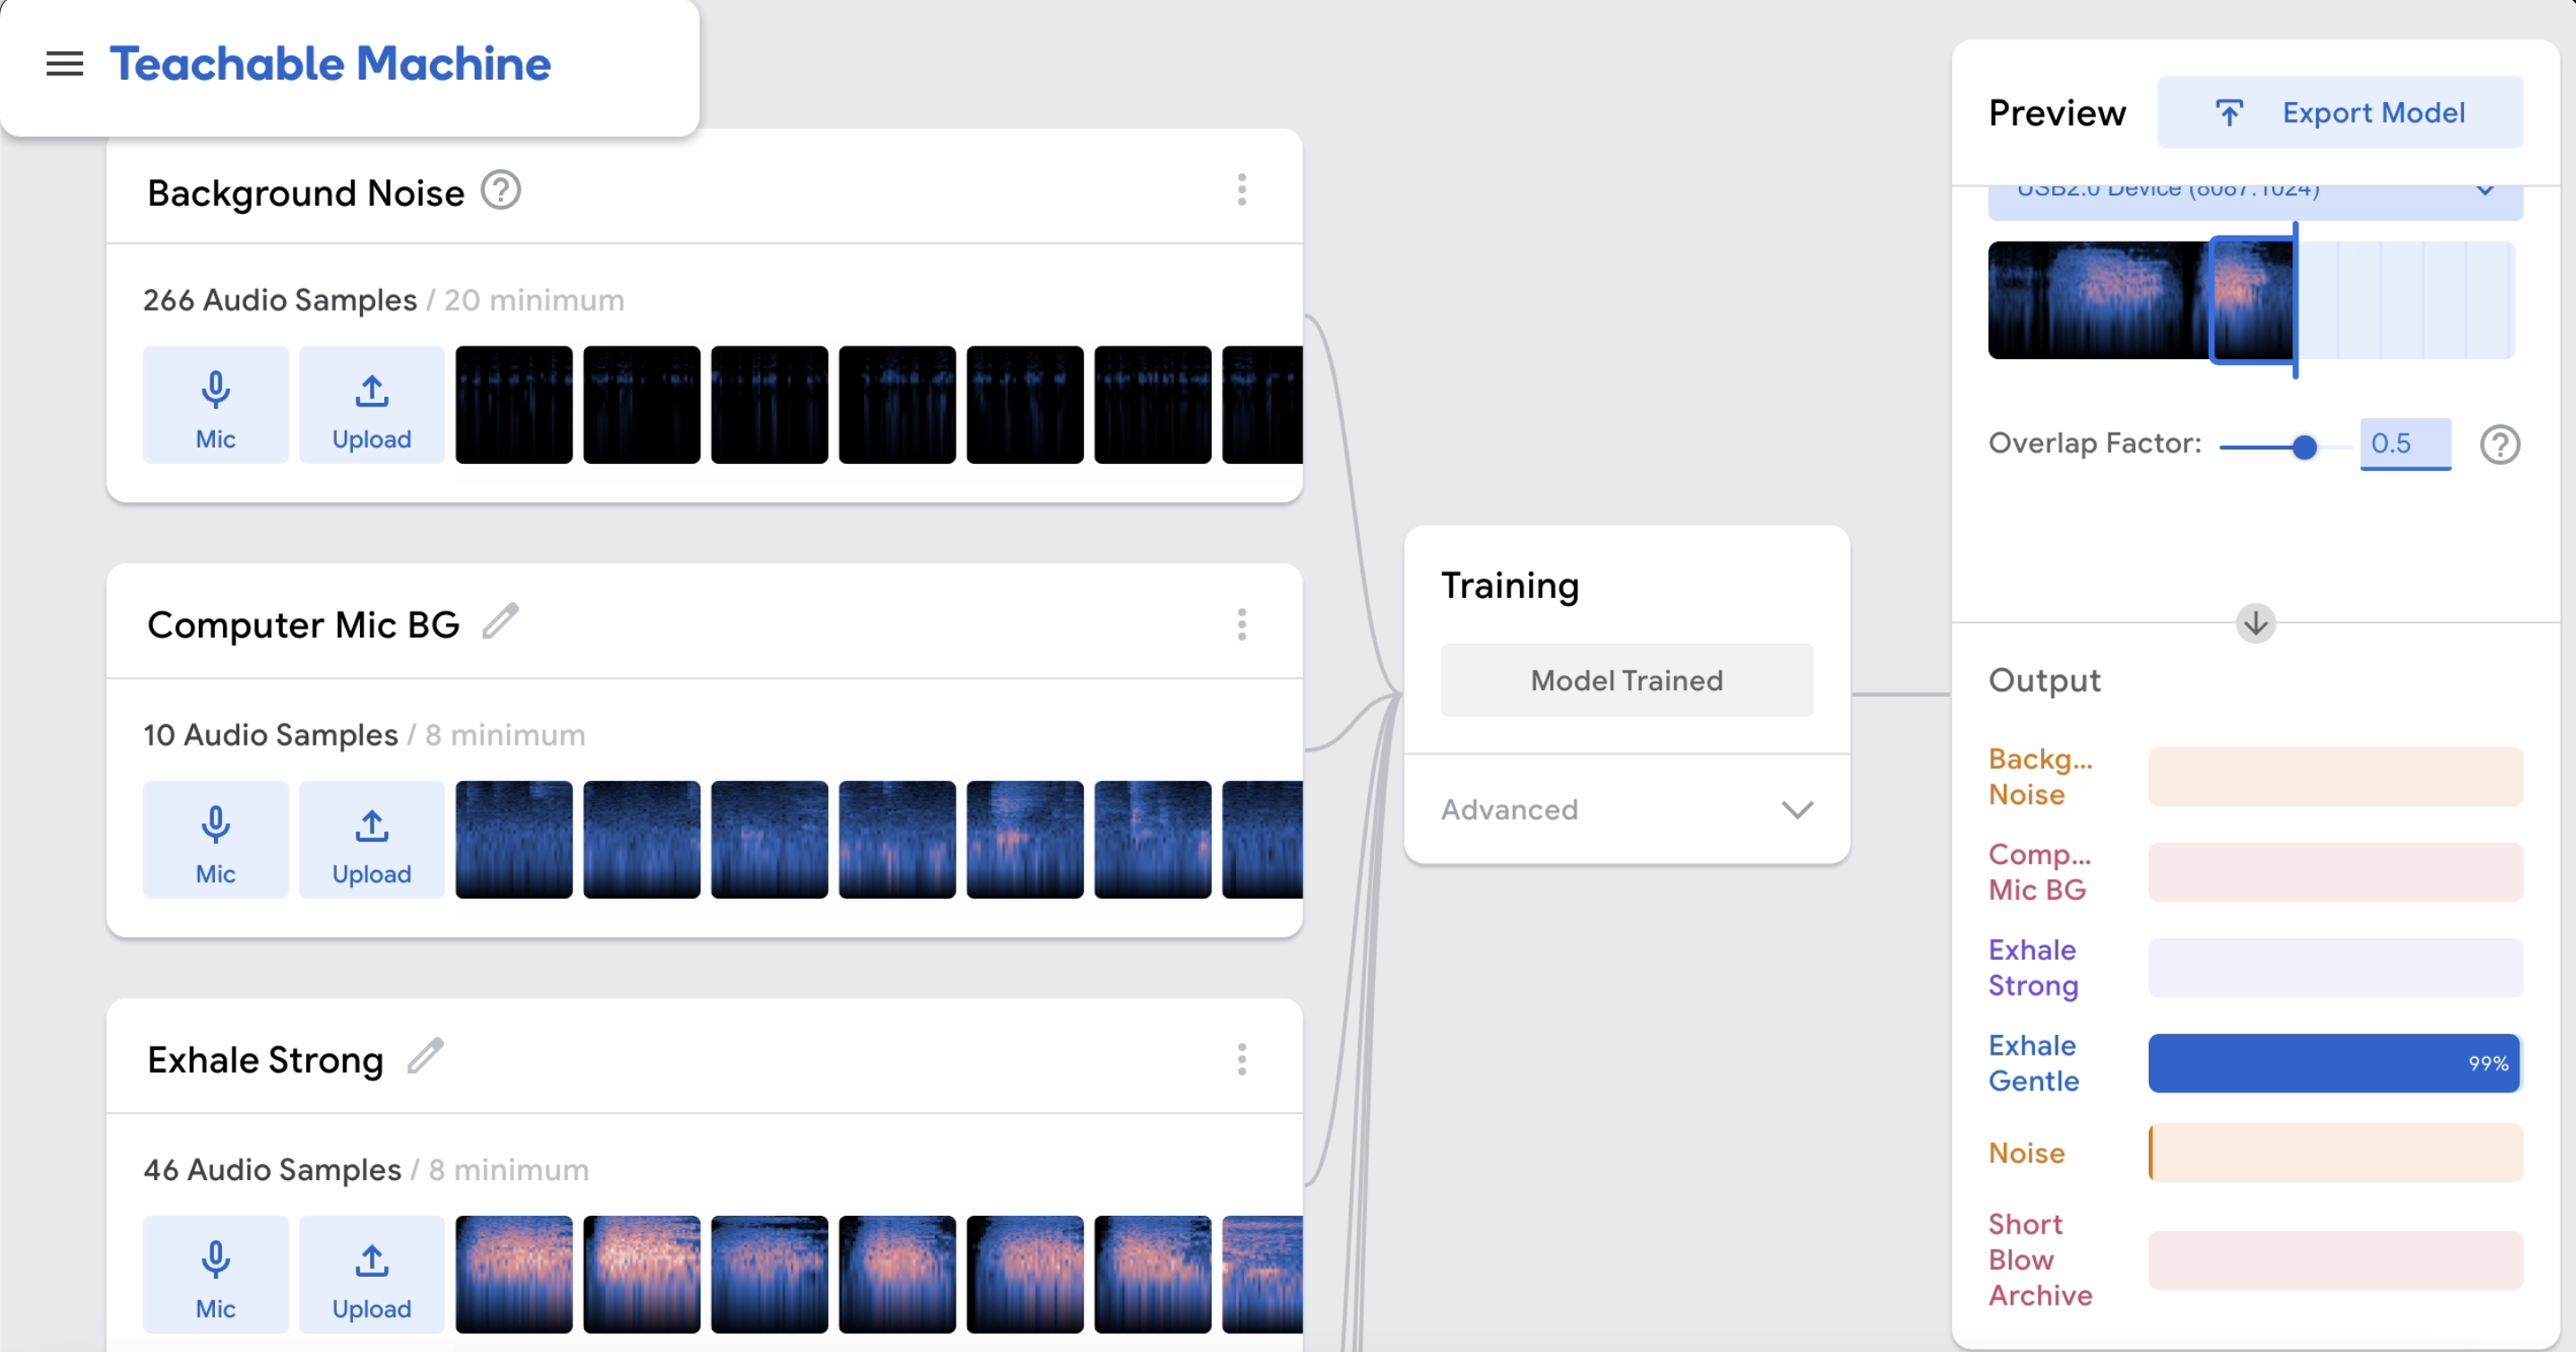 Teachable Machine
Background Noise
266 Audio Samples / 20 minimum
Mic
Upload
Computer Mic BG
10 Audio Samples / 8 minimum
Mic
Upload
Exhale Strong
46 Audio Samples / 8 minimum
Mic
Upload
Training
Model Trained
Advanced
Preview
Export Model
USB2.0 Device (8087:1024)
Overlap Factor:
0.5
Output
Backg...
Noise
Comp...
Mic BG
Exhale
Strong
Exhale
Gentle
99%
Noise
Short
Blow
Archive